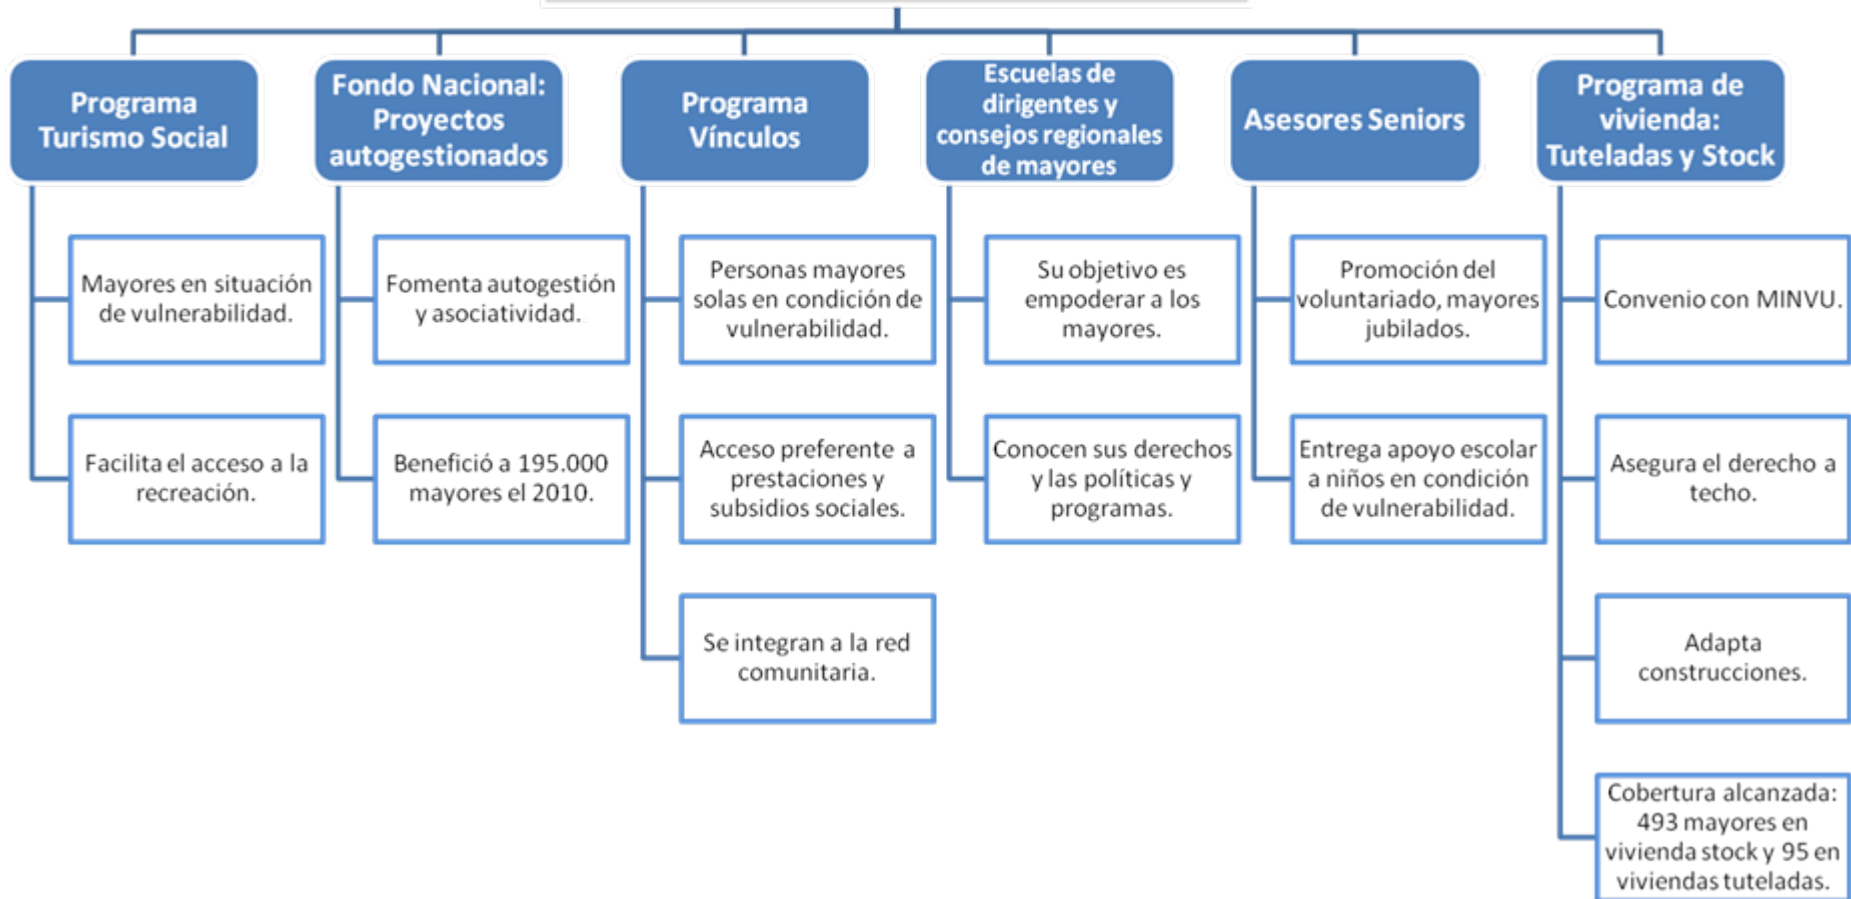 Programa
Turismo Social
Mayores en situación
de vulnerabilidad.
Facilita el acceso a la
recreación.
Fondo Nacional:
Proyectos
autogestionados
Fomenta autogestión
y asociatividad.
Benefició a 195.000
mayores el 2010.
Programa
Vínculos
Personas mayores
solas en condición de
vulnerabilidad.
Acceso preferente a
prestaciones y
subsidios sociales.
Se integran a la red
comunitaria.
Escuelas de
dirigentes y
consejos regionales
de mayores
Su objetivo es
empoderar a los
mayores.
Conocen sus derechos
y las políticas y
programas.
Asesores Seniors
Promoción del
voluntariado, mayores
jubilados.
Entrega apoyo escolar
a niños en condición
de vulnerabilidad.
Programa de
vivienda:
Tuteladas y Stock
Convenio con MINVU.
Asegura el derecho a
techo.
Adapta
construcciones.
Cobertura alcanzada:
493 mayores en
vivienda stock y 95 en
viviendas tuteladas.